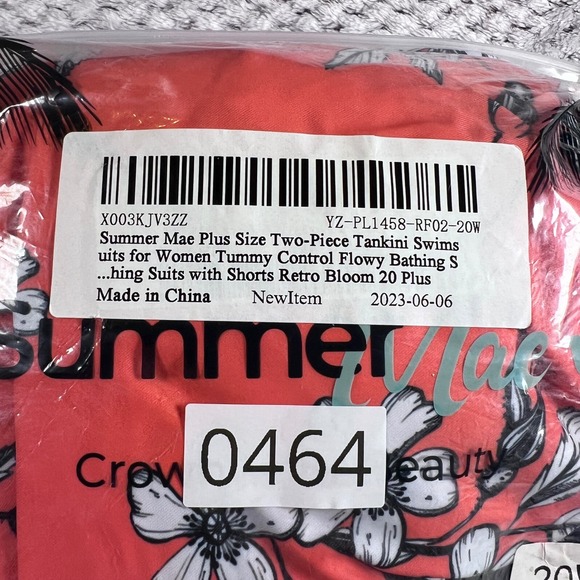 X003KJV3ZZ YZ-PL1458-RF02-20W
Summer Mae Plus Size Two-Piece Tankini Swims
uits for Women Tummy Control Flowy Bathing S
...hing Suits with Shorts Retro Bloom 20 Plus
Made in China NewItem 2023-06-06
Summer
Mae
0464